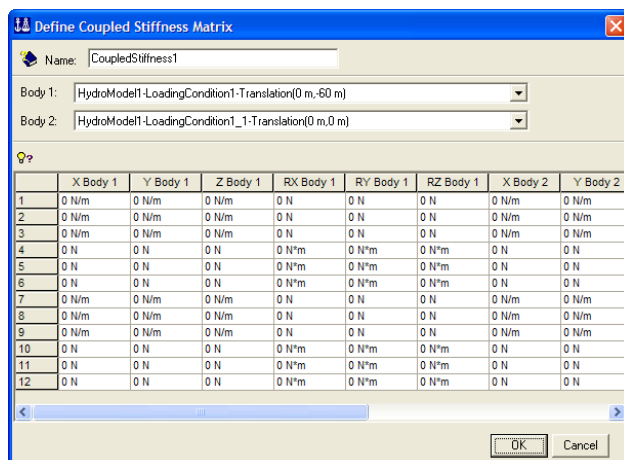 Define Coupled Stiffness Matrix
Name: CoupledStiffness1
Body 1: HydroModel1-LoadingCondition1-Translation(0 m,-60 m)
Body 2: HydroModel1-LoadingCondition1_1-Translation(0 m,0 m)
X Body 1 Y Body 1 Z Body 1 RX Body 1 RY Body 1 RZ Body 1 X Body 2 Y Body 2
1 0 N/m 0 N/m 0 N/m 0 N 0 N 0 N 0 N/m 0 N/m
2 0 N/m 0 N/m 0 N/m 0 N 0 N 0 N 0 N/m 0 N/m
3 0 N/m 0 N/m 0 N/m 0 N 0 N 0 N 0 N/m 0 N/m
4 0 N 0 N 0 N 0 N*m 0 N*m 0 N*m 0 N 0 N
5 0 N 0 N 0 N 0 N*m 0 N*m 0 N*m 0 N 0 N
6 0 N 0 N 0 N 0 N*m 0 N*m 0 N*m 0 N 0 N
7 0 N/m 0 N/m 0 N/m 0 N 0 N 0 N 0 N/m 0 N/m
8 0 N/m 0 N/m 0 N/m 0 N 0 N 0 N 0 N/m 0 N/m
9 0 N/m 0 N/m 0 N/m 0 N 0 N 0 N 0 N/m 0 N/m
10 0 N 0 N 0 N 0 N*m 0 N*m 0 N*m 0 N 0 N
11 0 N 0 N 0 N 0 N*m 0 N*m 0 N*m 0 N 0 N
12 0 N 0 N 0 N 0 N*m 0 N*m 0 N*m 0 N 0 N
OK Cancel